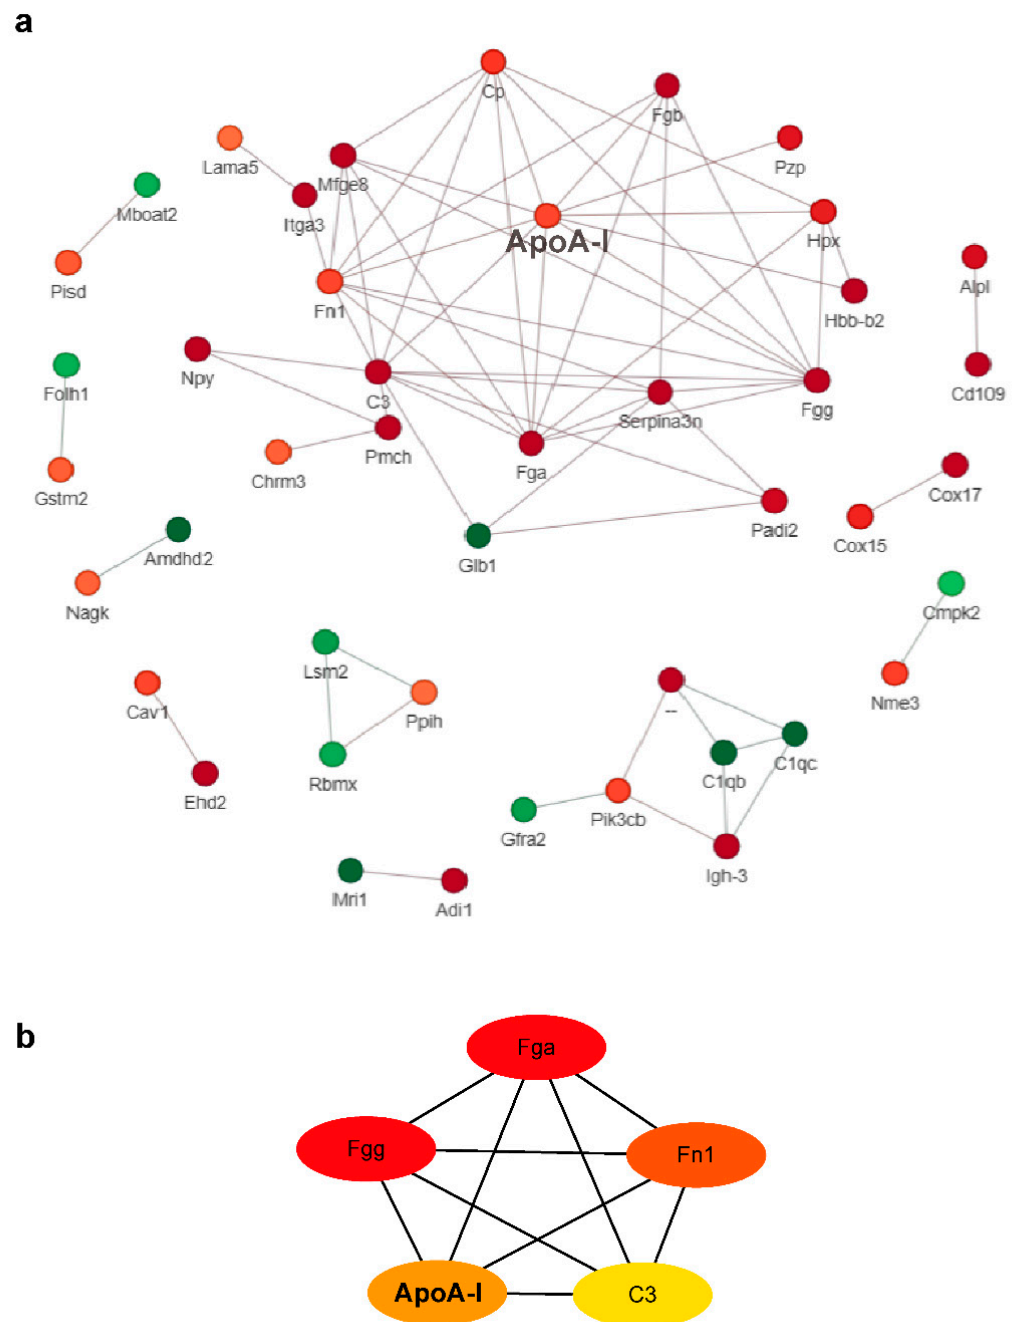 a
Cp
Fgb
Lama5
Pzp
Mfge8
Mboat2
Itga3
ApoA-I
Hpx
Pisd
Fn1
Hbb-b2
Alpl
Npy
Folh1
C3
Serpina3n
Fgg
Cd109
Chrm3
Pmch
Fga
Gstm2
Cox17
Padi2
Cox15
Amdhd2
Glb1
Nagk
Cmpk2
Lsm2
Cav1
Ppih
--
Nme3
Rbmx
C1qb
C1qc
Ehd2
Gfra2
Pik3cb
Igh-3
Mri1
Adi1
b
Fga
Fgg
Fn1
ApoA-I
C3